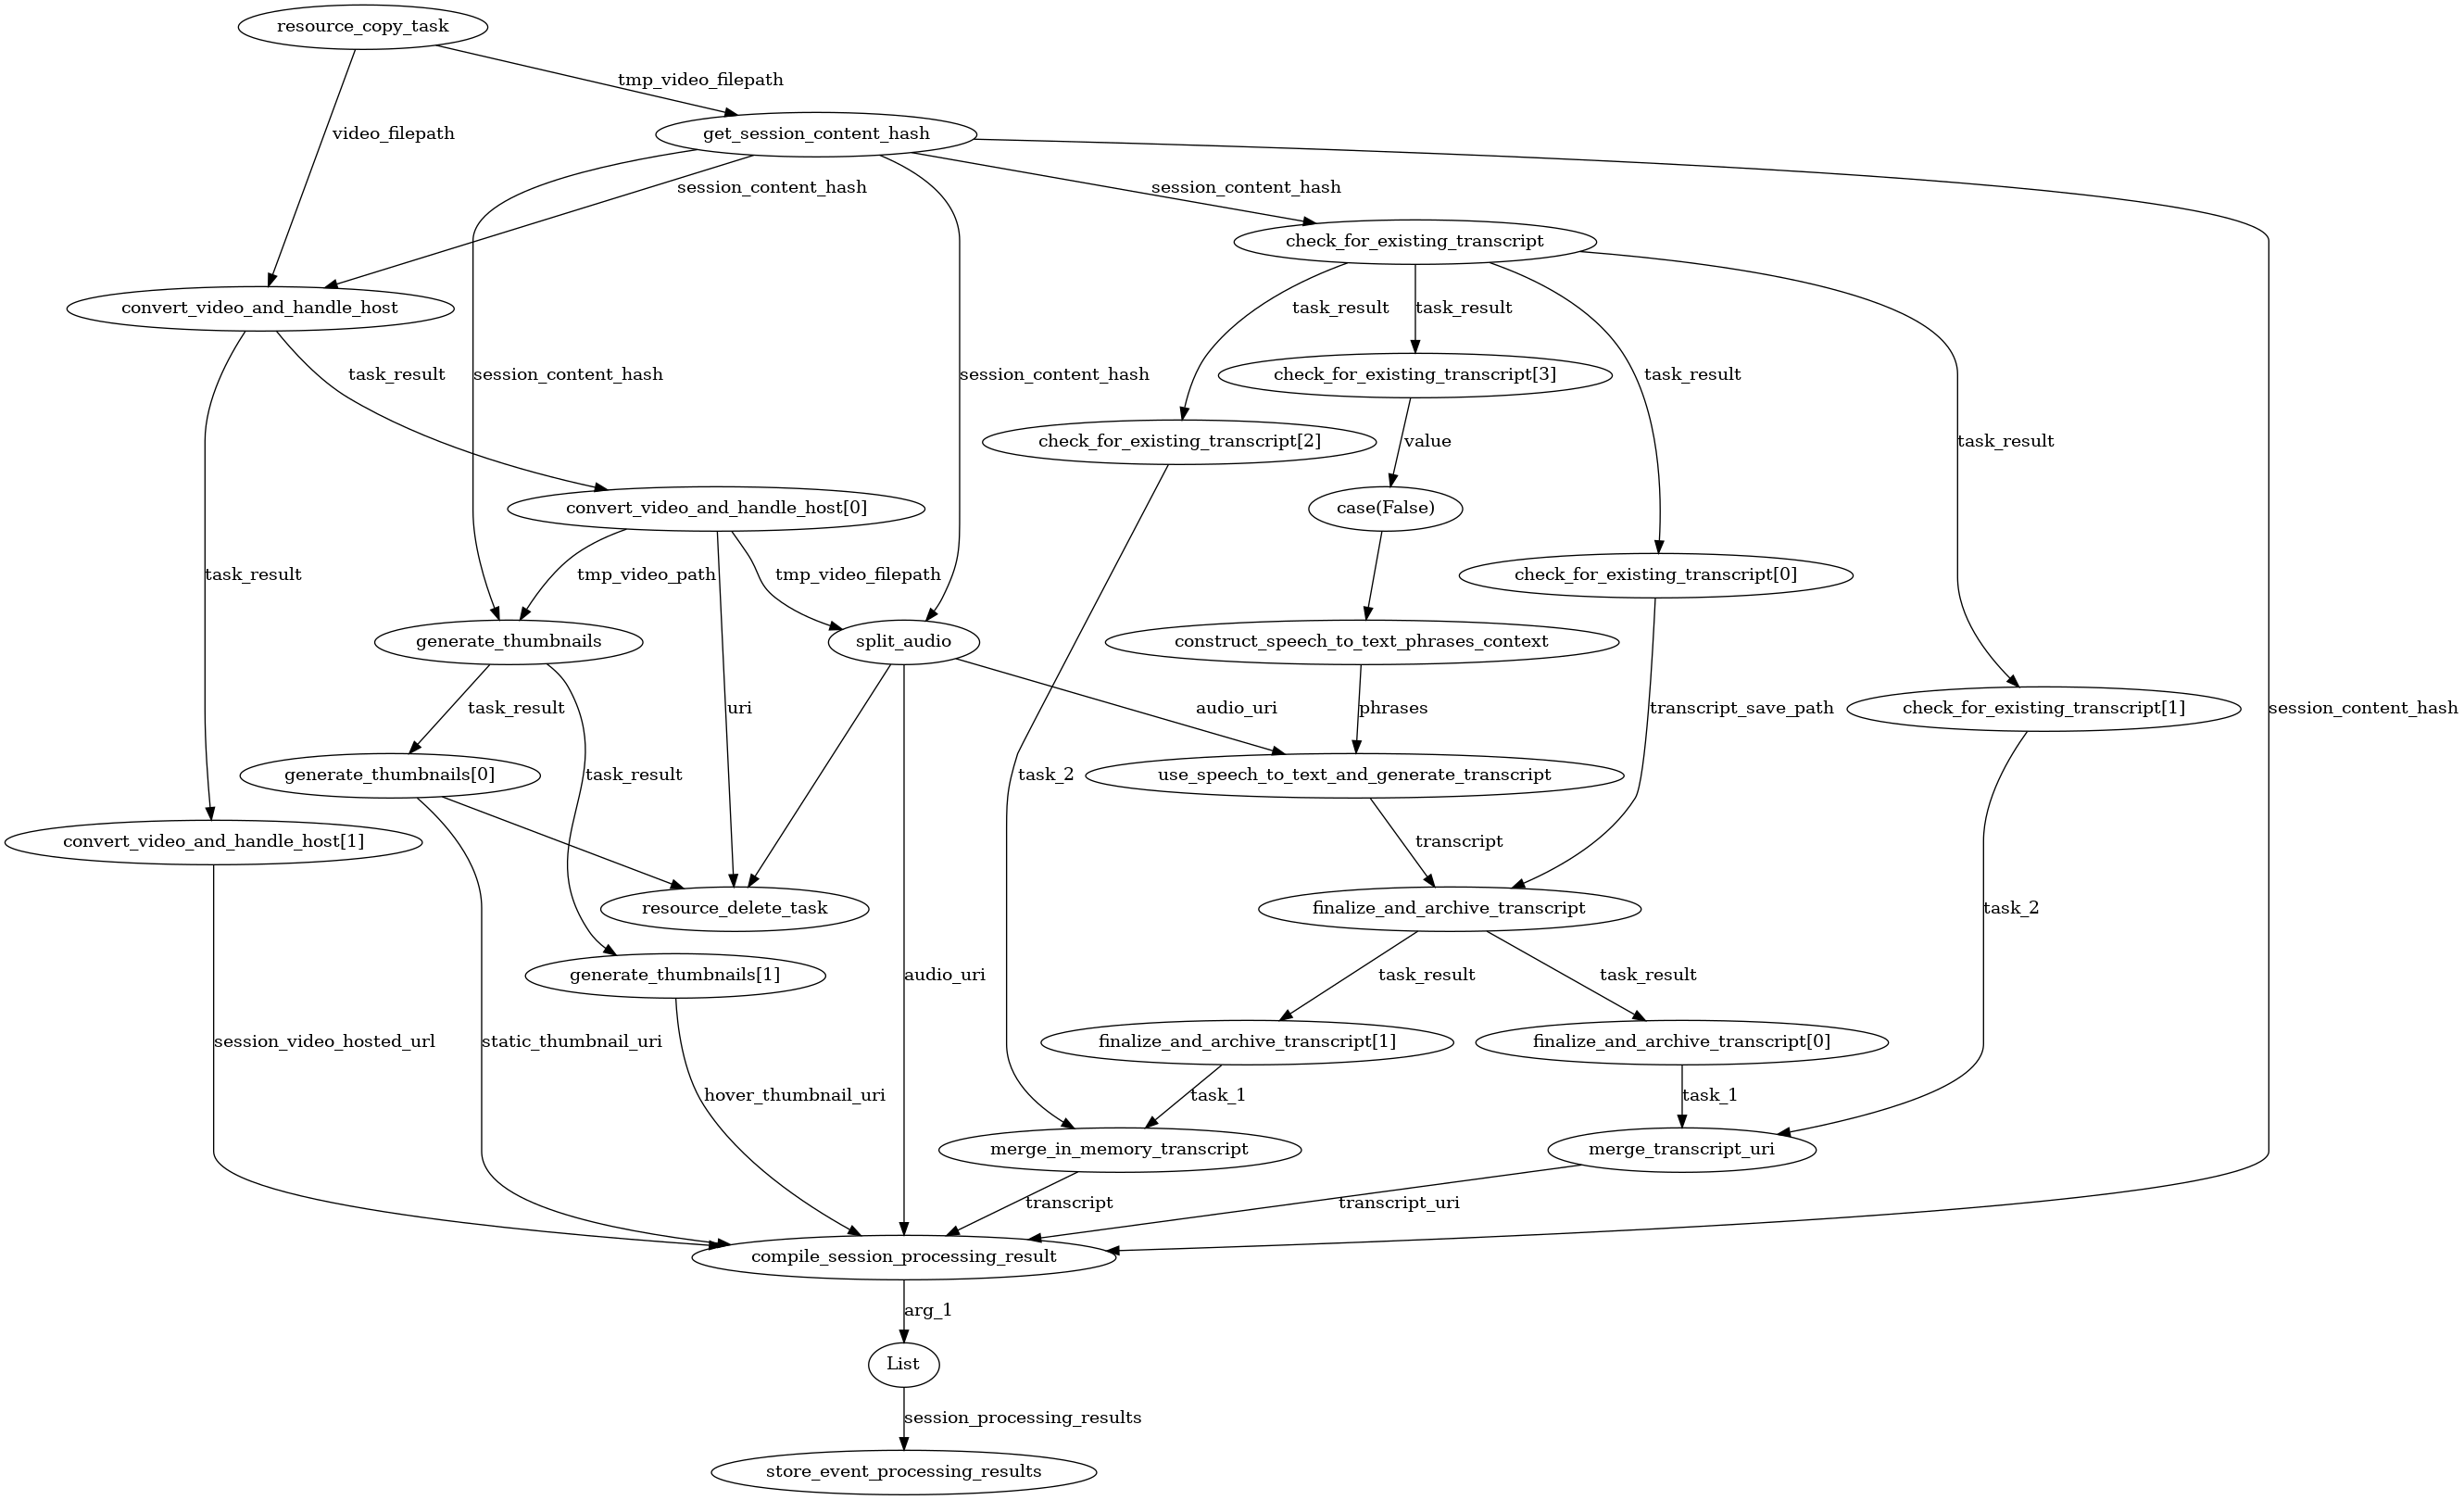 resource_copy_task
tmp_video_filepath
video_filepath
get_session_content_hash
session_content_hash
session_content_hash
check_for_existing_transcript
convert_video_and_handle_host
task_result
task_result
task_result
session_content_hash
session_content_hash
check_for_existing_transcript[3]
task_result
check_for_existing_transcript[2]
value
task_result
convert_video_and_handle_host[0]
case(False)
task_result
tmp_video_path
tmp_video_filepath
check_for_existing_transcript[0]
generate_thumbnails
split_audio
construct_speech_to_text_phrases_context
task_result
uri
audio_uri
phrases
transcript_save_path
check_for_existing_transcript[1]
session_content_hash
generate_thumbnails[0]
task_result
task_2
use_speech_to_text_and_generate_transcript
convert_video_and_handle_host[1]
transcript
resource_delete_task
finalize_and_archive_transcript
task_2
generate_thumbnails[1]
audio_uri
task_result
task_result
session_video_hosted_url
static_thumbnail_uri
finalize_and_archive_transcript[1]
finalize_and_archive_transcript[0]
hover_thumbnail_uri
task_1
task_1
merge_in_memory_transcript
merge_transcript_uri
transcript
transcript_uri
compile_session_processing_result
arg_1
List
session_processing_results
store_event_processing_results